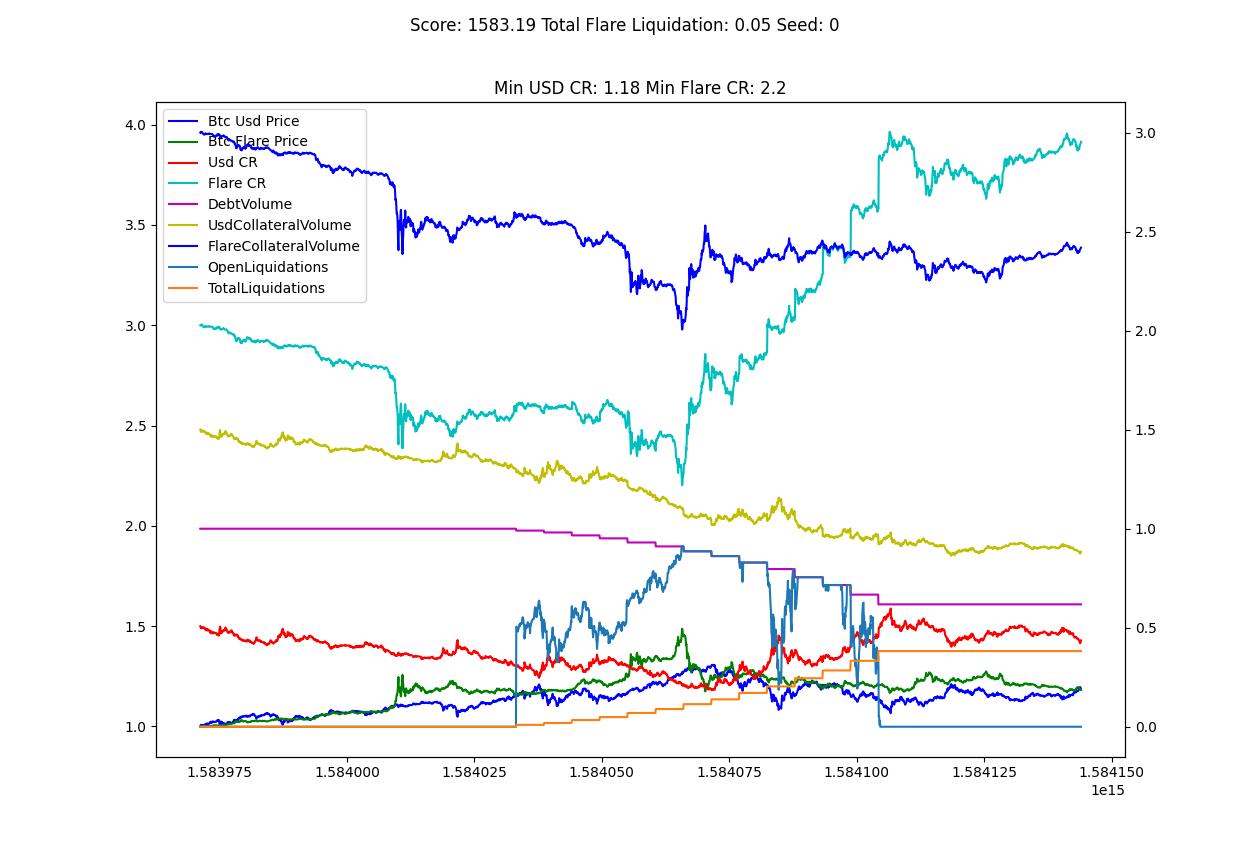 Score: 1583.19 Total Flare Liquidation: 0.05 Seed: 0
Min USD CR: 1.18 Min Flare CR: 2.2
Btc Usd Price
Btc Flare Price
Usd CR
Flare CR
DebtVolume
UsdCollateralVolume
FlareCollateralVolume
OpenLiquidations
TotalLiquidations
4.0
3.5
3.0
2.5
2.0
1.5
1.0
3.0
2.5
2.0
1.5
1.0
0.5
0.0
1.583975 1.584000 1.584025 1.584050 1.584075 1.584100 1.584125 1.584150
1e15